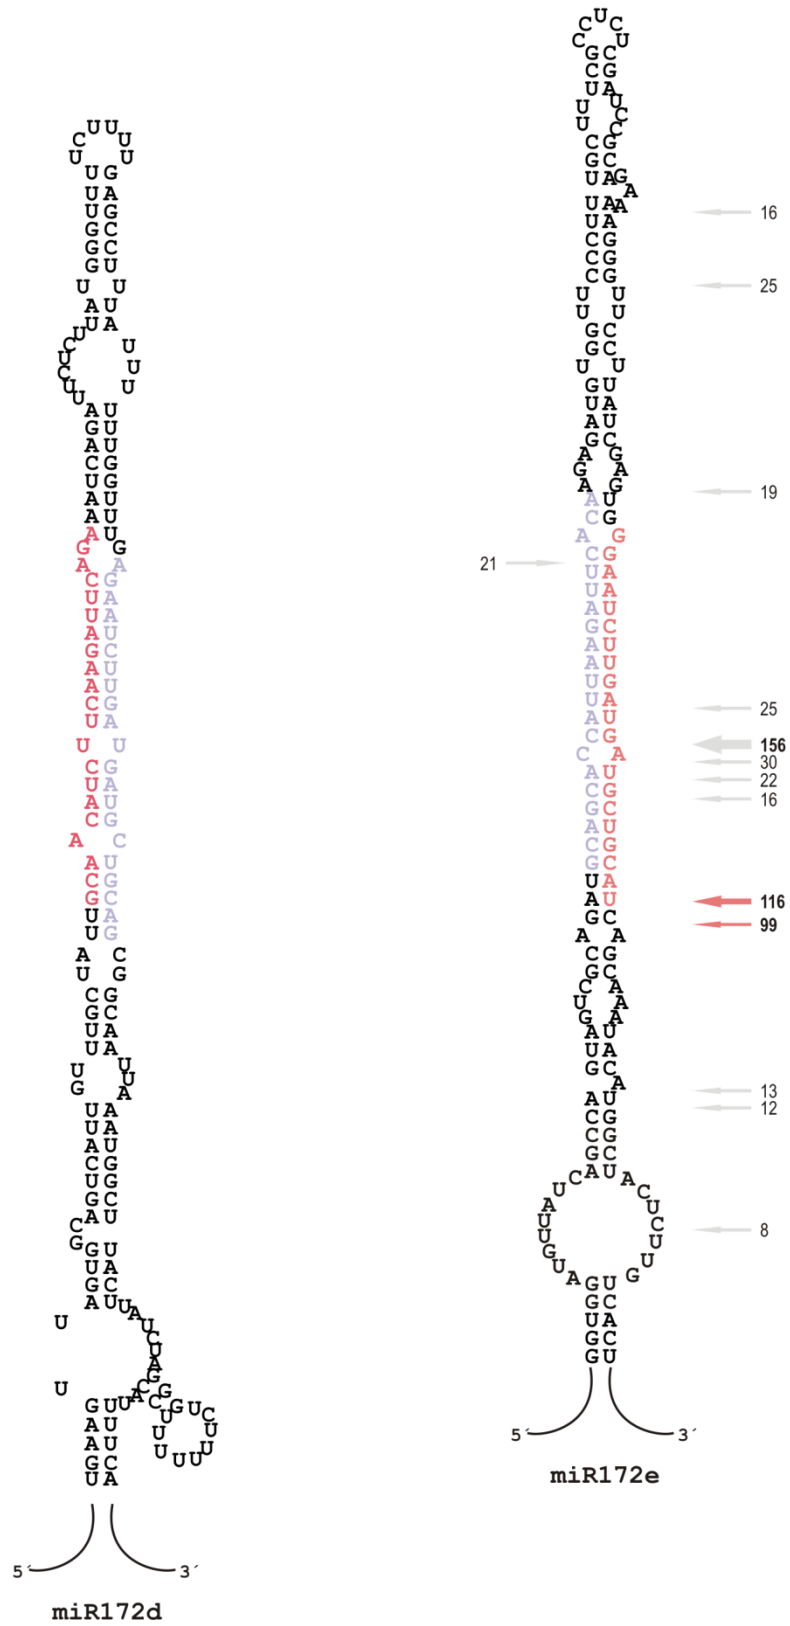 U U
C U
U U
U G
U A
U G
G C
G C
G U
U U
A U
U A
U U
C U
U U
C
U
U
A U
G U
A U
C G
U G
A U
A U
A U
G G
A A
C G
U A
U A
A U
G C
A U
A U
C G
U A
U U
C G
U A
A U
C G
A C
A U
C G
G C
U A
U G
A C
U G
C G
G C
U A
U A
U U
G U
A
U A
U A
A U
C G
U G
G C
A U
C
G
G U
U A
G C
A U U A U C U A G G G U C U U U U U U C C A U
U
U
G U
A U
A U
G C
U A
5´ 3´
miR172d
U
C C
C U
G C
C G
U A
U U
U C
C
C G
G C
U A G
A
U A A
U A
C G
C G
C G
U U
U U
G C
G C
U U
G A
U U
A C
G G
A A
G G
A U
A G
C
A G
C G
U A
U A
A U
G C
A U
A U
U G
U A
A U
C G
C A
A U
C G
G C
A U
C G
G C
U A
A U
G C
A A
C G
G C
C A
U A
G A
A U
U A
G C
A
A U
C G
C G
G C
A U
C A
U C
A U
U C
U U
G U
U G
A
G U
G C
U A
G C
G U
5´ 3´
miR172e
16
25
19
21
25
156
30
22
16
116
99
13
12
8